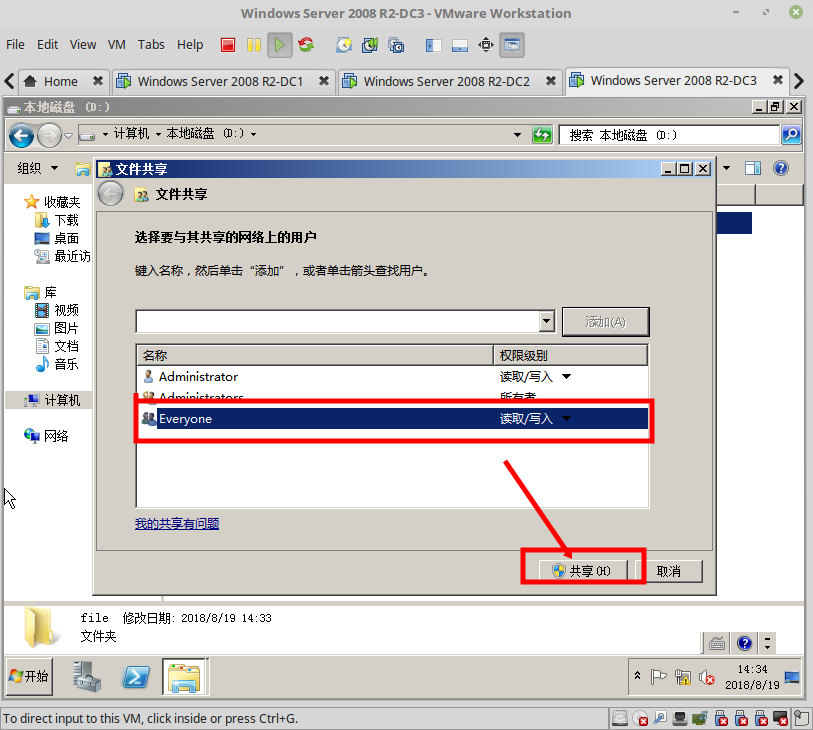 Windows Server 2008 R2-DC3 - VMware Workstation
File Edit View VM Tabs Help
Home Windows Server 2008 R2-DC1 Windows Server 2008 R2-DC2 Windows Server 2008 R2-DC3
本地磁盘 (D:)
计算机 本地磁盘 (D:) 搜索 本地磁盘 (D:)
组织
文件共享
文件共享
收藏夹
下载
桌面
最近访
库
视频
图片
文档
音乐
计算机
网络
选择要与其共享的网络上的用户
键入名称，然后单击“添加”，或者单击箭头查找用户。
添加(A)
名称 权限级别
Administrator 读取/写入
Administrators 所有者
Everyone 读取/写入
我的共享有问题
共享(H) 取消
file 修改日期: 2018/8/19 14:33
文件夹
开始
14:34
2018/8/19
To direct input to this VM, click inside or press Ctrl+G.